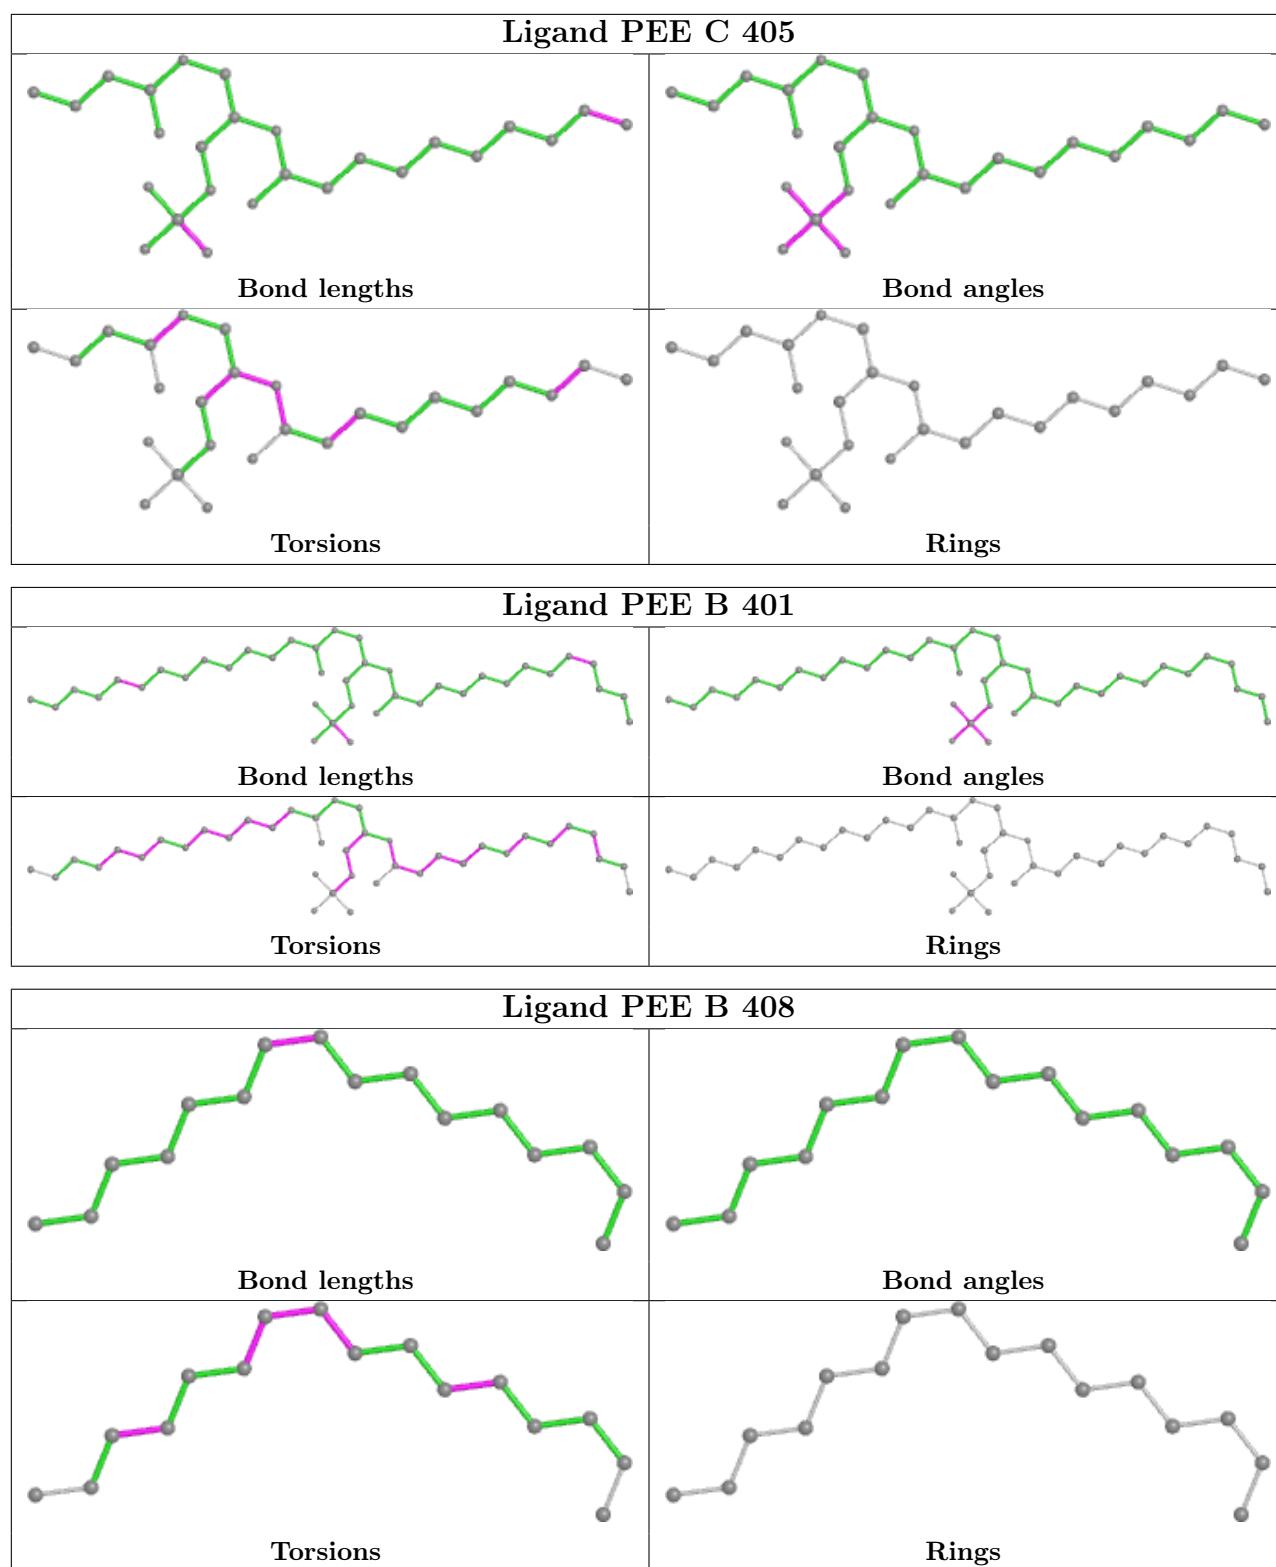 Ligand PEE C 405
Bond lengths
Bond angles
Torsions
Rings
Ligand PEE B 401
Bond lengths
Bond angles
Torsions
Rings
Ligand PEE B 408
Bond lengths
Bond angles
Torsions
Rings